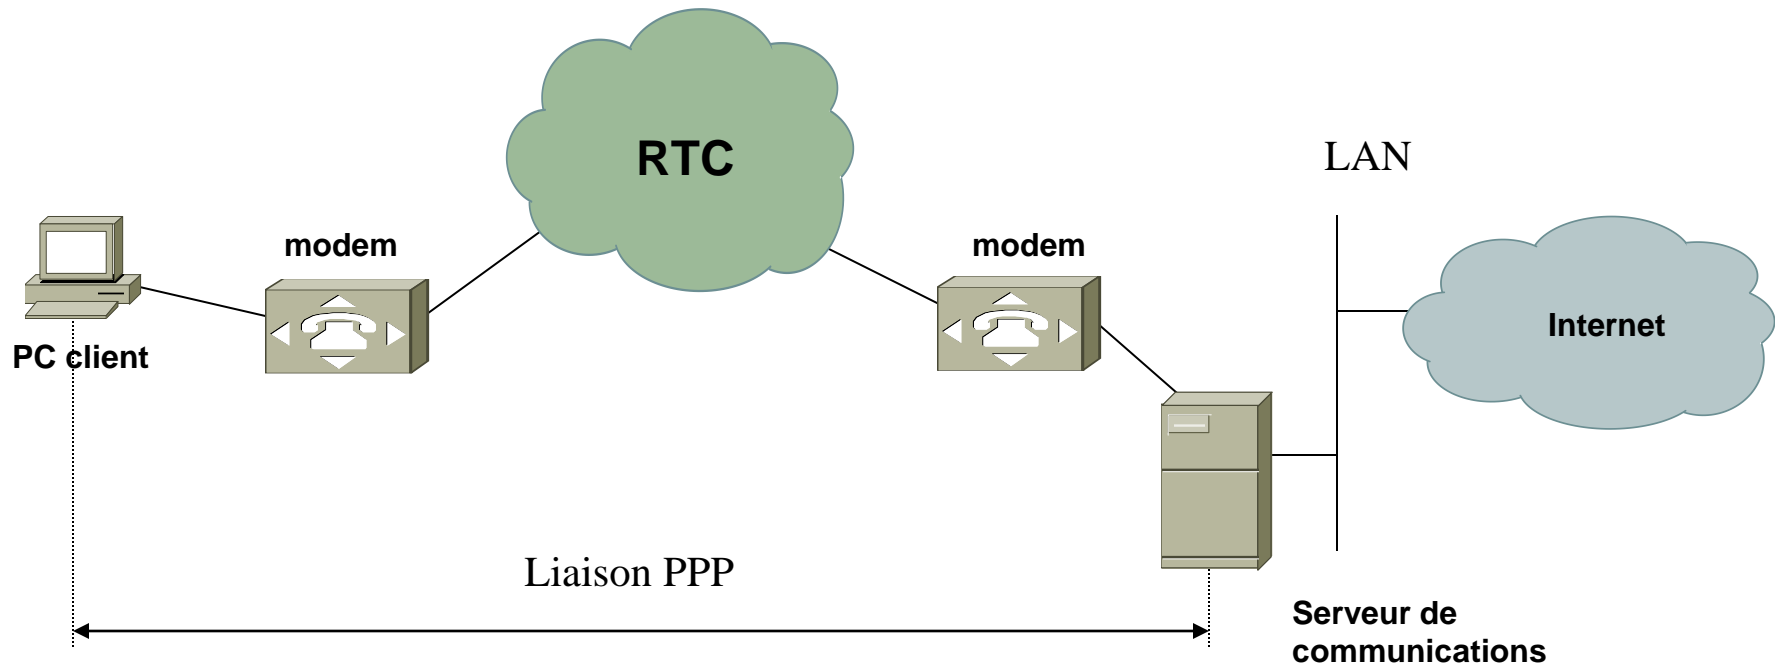 RTC
LAN
modem
modem
Internet
PC client
Liaison PPP
Serveur de
communications